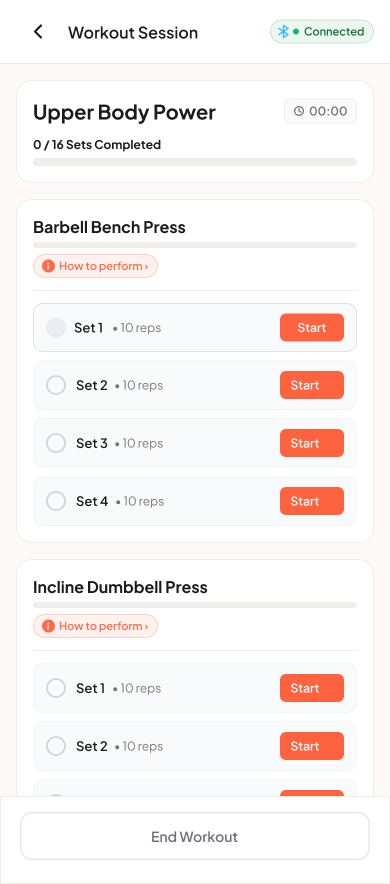 Workout Session
Connected
Upper Body Power
00:00
0 / 16 Sets Completed
Barbell Bench Press
How to perform ›
Set 1 • 10 reps Start
Set 2 • 10 reps Start
Set 3 • 10 reps Start
Set 4 • 10 reps Start
Incline Dumbbell Press
How to perform ›
Set 1 • 10 reps Start
Set 2 • 10 reps Start
End Workout